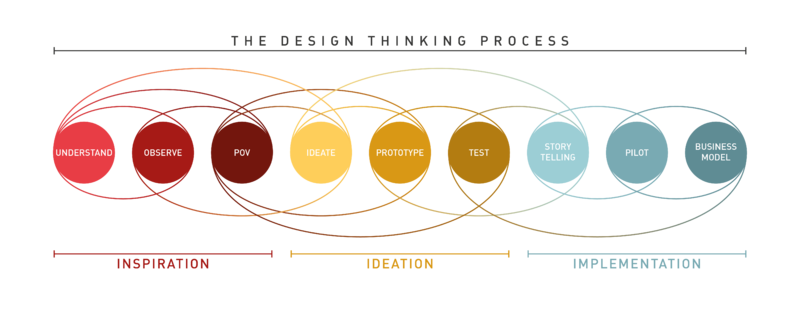 THE DESIGN THINKING PROCESS
UNDERSTAND
OBSERVE
POV
IDEATE
PROTOTYPE
TEST
STORY
TELLING
PILOT
BUSINESS
MODEL
INSPIRATION
IDEATION
IMPLEMENTATION